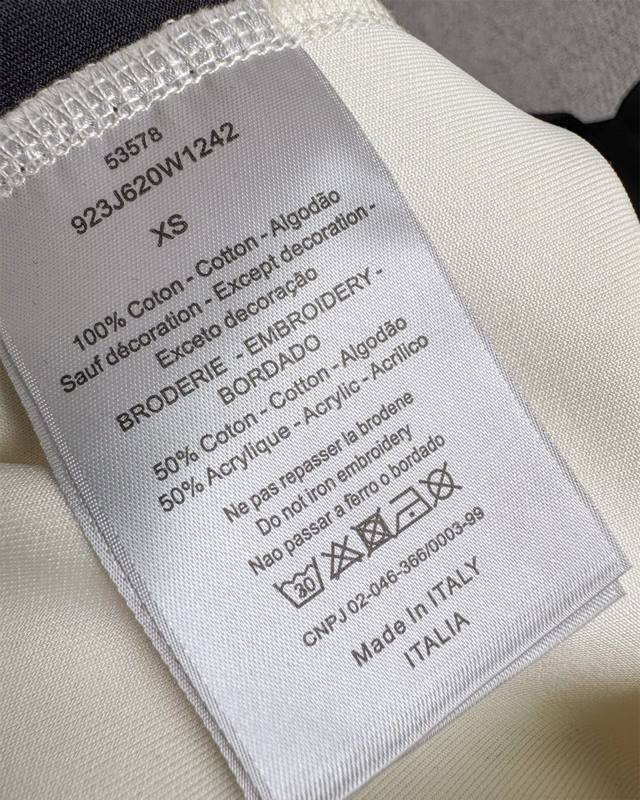 53578
923J620W1242
XS
100% Coton - Cotton - Algodão
Sauf décoration - Except decoration -
Exceto decoração
BRODERIE - EMBROIDERY -
BORDADO
50% Coton - Cotton - Algodão
50% Acrylique - Acrylic - Acrilico
Ne pas repasser la brodene
Do not iron embroidery
Nao passar a ferro o bordado
30
CNPJ 02-046-366/0003-99
Made In ITALY
ITALIA